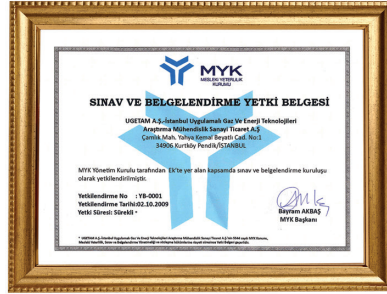 MYK
MESLEKİ YETERLİLİK
KURUMU
SINAV VE BELGELENDİRME YETKİ BELGESİ
UGETAM A.Ş.-İstanbul Uygulamalı Gaz Ve Enerji Teknolojileri
Araştırma Mühendislik Sanayi Ticaret A.Ş
Çamlık Mah. Yahya Kemal Beyatlı Cad. No:1
34906 Kurtköy Pendik/İSTANBUL
MYK Yönetim Kurulu tarafından Ek'te yer alan kapsamda sınav ve belgelendirme kuruluşu
olarak yetkilendirilmiştir.
Yetkilendirme No : YB-0001
Yetkilendirme Tarihi:02.10.2009
Yetki Süresi: Sürekli *
Bayram AKBAŞ
MYK Başkanı